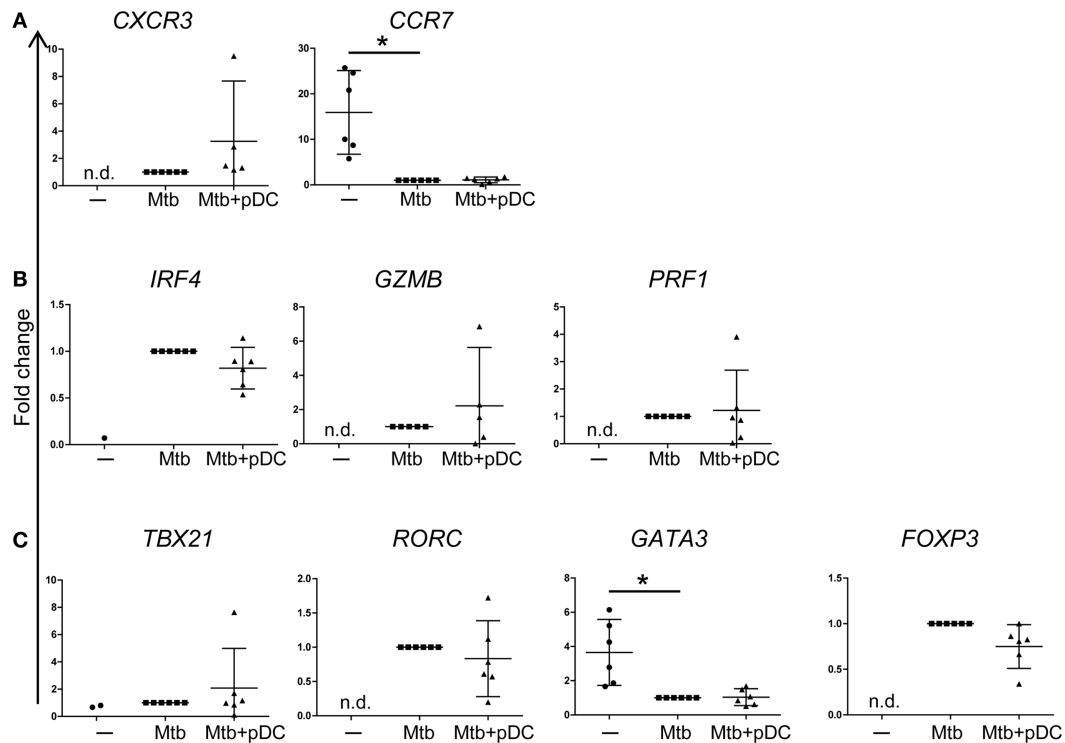 A
CXCR3 CCR7
10
8
6
4
2
0
n.d.
— Mtb Mtb+pDC
30
20
10
0
*
— Mtb Mtb+pDC
Fold change
B
IRF4 GZMB PRF1
1.5
1.0
0.5
0.0
— Mtb Mtb+pDC
8
6
4
2
0
n.d.
— Mtb Mtb+pDC
5
4
3
2
1
0
n.d.
— Mtb Mtb+pDC
C
TBX21 RORC GATA3 FOXP3
10
8
6
4
2
0
— Mtb Mtb+pDC
2.0
1.5
1.0
0.5
0.0
n.d.
— Mtb Mtb+pDC
8
6
4
2
0
*
— Mtb Mtb+pDC
1.5
1.0
0.5
0.0
n.d.
— Mtb Mtb+pDC